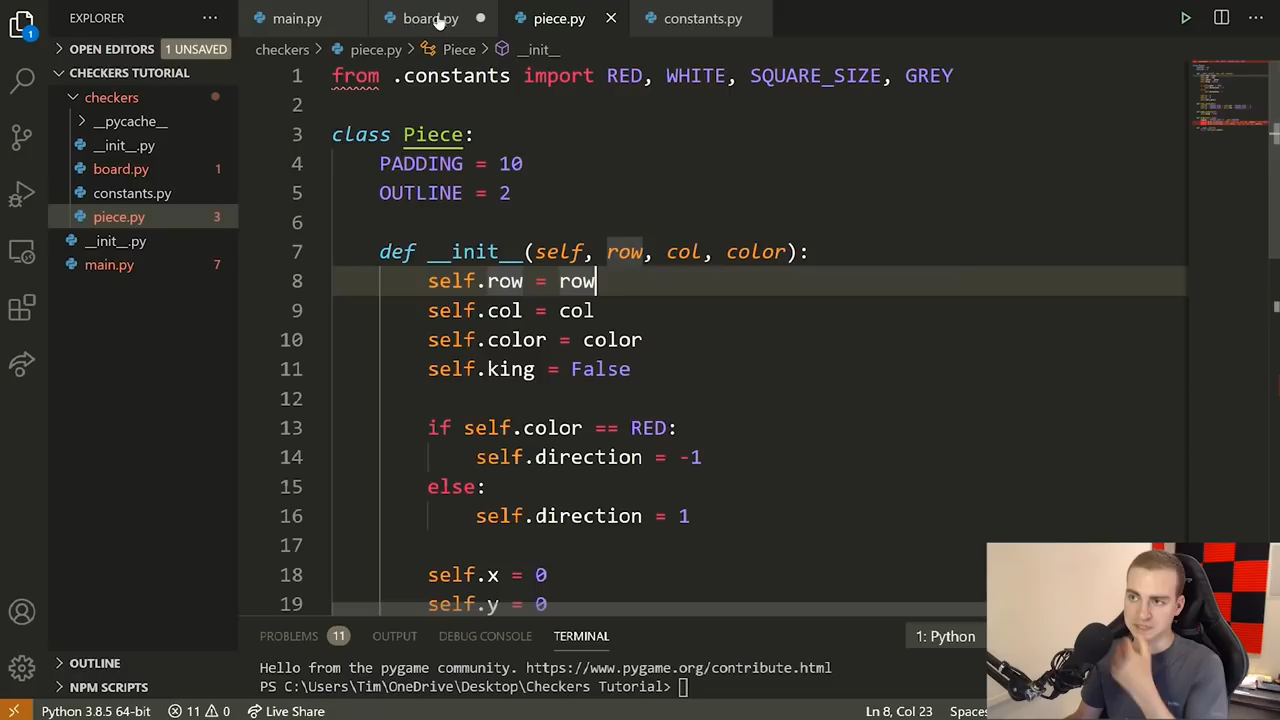 EXPLORER
OPEN EDITORS 1 UNSAVED
CHECKERS TUTORIAL
checkers
__pycache__
__init__.py
board.py 1
constants.py
piece.py 3
__init__.py
main.py 7
OUTLINE
NPM SCRIPTS
main.py board.py piece.py constants.py
checkers > piece.py > Piece > __init__
1 from .constants import RED, WHITE, SQUARE_SIZE, GREY
2
3 class Piece:
4 PADDING = 10
5 OUTLINE = 2
6
7 def __init__(self, row, col, color):
8 self.row = row
9 self.col = col
10 self.color = color
11 self.king = False
12
13 if self.color == RED:
14 self.direction = -1
15 else:
16 self.direction = 1
17
18 self.x = 0
19 self.y = 0
PROBLEMS 11 OUTPUT DEBUG CONSOLE TERMINAL 1: Python
Hello from the pygame community. https://www.pygame.org/contribute.html
PS C:\Users\Tim\OneDrive\Desktop\Checkers Tutorial>
Python 3.8.5 64-bit 11 0 Live Share Ln 8, Col 23 Spaces